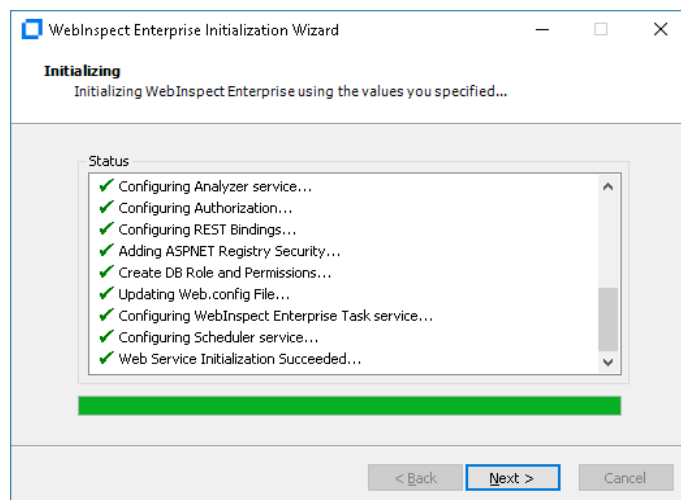 WebInspect Enterprise Initialization Wizard
Initializing
Initializing WebInspect Enterprise using the values you specified...
Status
Configuring Analyzer service...
Configuring Authorization...
Configuring REST Bindings...
Adding ASPNET Registry Security...
Create DB Role and Permissions...
Updating Web.config File...
Configuring WebInspect Enterprise Task service...
Configuring Scheduler service...
Web Service Initialization Succeeded...
< Back Next > Cancel